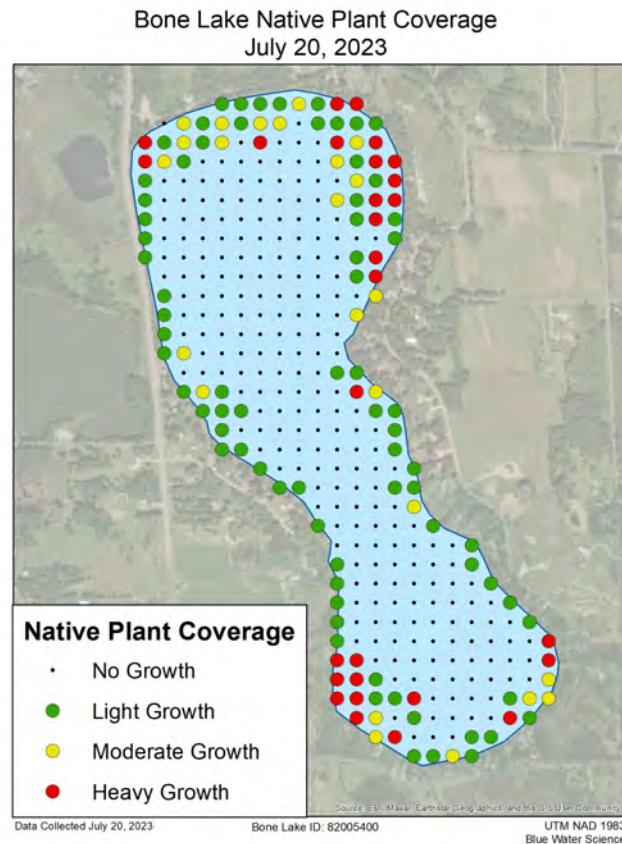 Bone Lake Native Plant Coverage
July 20, 2023
Native Plant Coverage
No Growth
Light Growth
Moderate Growth
Heavy Growth
Source: Esri, Maxar, Earthstar Geographics, and the GIS User Community
Data Collected July 20, 2023 Bone Lake ID: 82005400 UTM NAD 1983
Blue Water Science